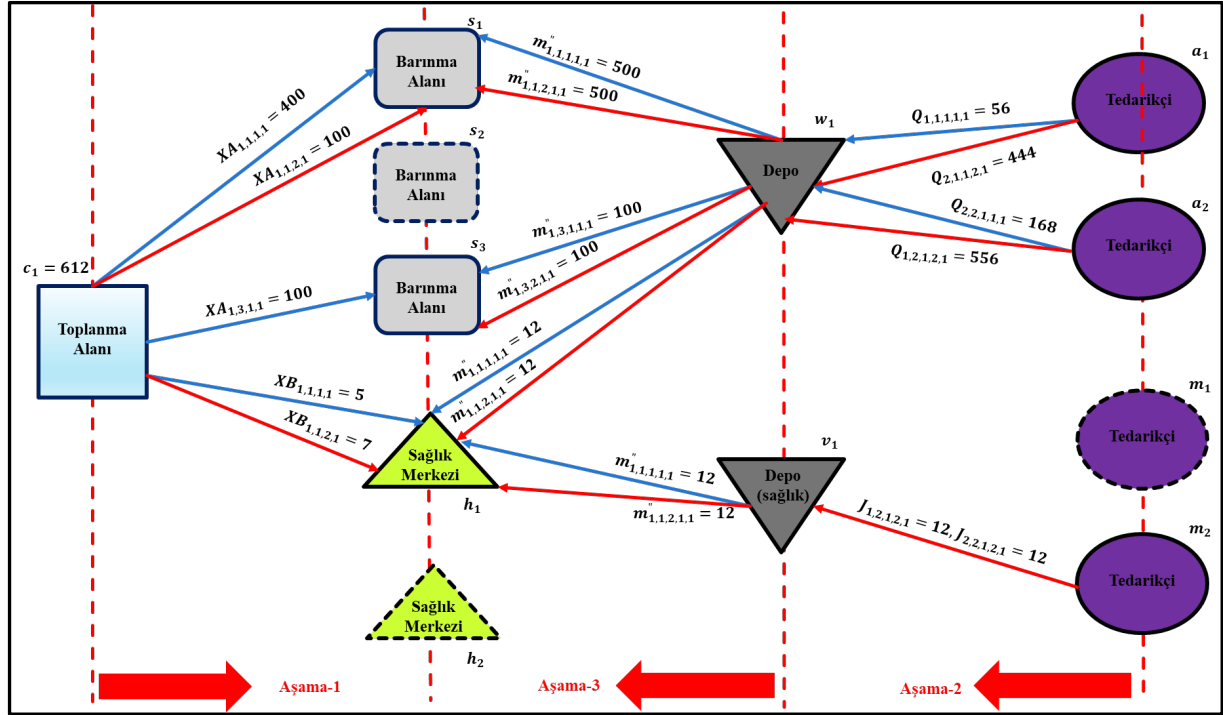 s₁
Barınma
Alanı
XA₁,₁,₁,₁ = 400
XA₁,₁,₂,₁ = 100
s₂
Barınma
Alanı
s₃
Barınma
Alanı
c₁ = 612
Toplanma
Alanı
XA₁,₃,₁,₁ = 100
XB₁,₁,₁,₁ = 5
XB₁,₁,₂,₁ = 7
Sağlık
Merkezi
h₁
Sağlık
Merkezi
h₂
m"₁,₁,₁,₁,₁ = 500
m"₁,₁,₂,₁,₁ = 500
m"₁,₃,₁,₁,₁ = 100
m"₁,₃,₂,₁,₁ = 100
m"₁,₁,₁,₁,₁ = 12
m"₁,₁,₂,₁,₁ = 12
m"₁,₁,₁,₁,₁ = 12
m"₁,₁,₂,₁,₁ = 12
w₁
Depo
v₁
Depo
(sağlık)
Q₁,₁,₁,₁,₁ = 56
Q₂,₁,₁,₂,₁ = 444
Q₂,₂,₁,₁,₁ = 168
Q₁,₂,₁,₂,₁ = 556
J₁,₂,₁,₂,₁ = 12, J₂,₂,₁,₂,₁ = 12
a₁
Tedarikçi
a₂
Tedarikçi
m₁
Tedarikçi
m₂
Tedarikçi
Aşama-1
Aşama-3
Aşama-2